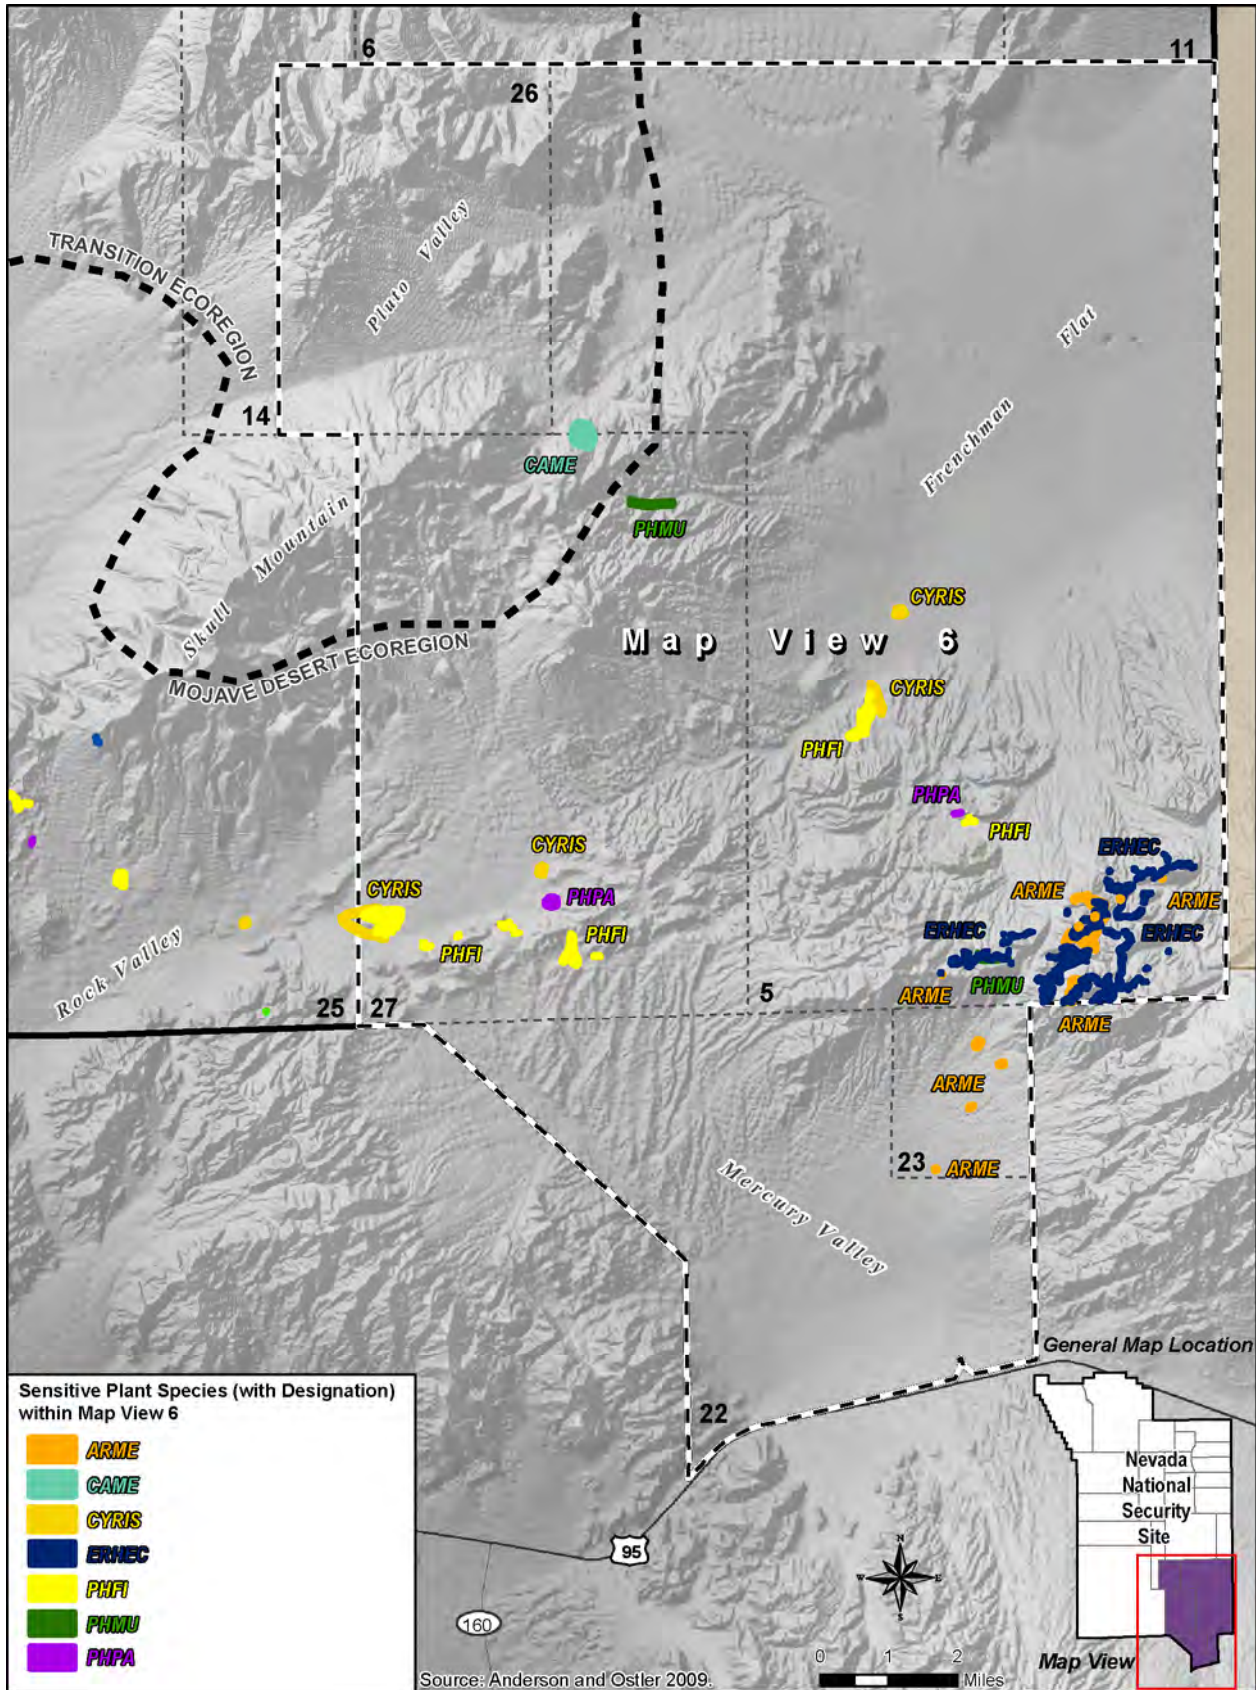 6
11
26
TRANSITION ECOREGION
Pluto Valley
Frenchman Flat
14
CAME
Skull Mountain
PHMU
CYRIS
Map View 6
MOJAVE DESERT ECOREGION
CYRIS
PHFI
PHPA
PHFI
ERHEC
CYRIS
ARME
ARME
CYRIS
PHPA
PHFI
PHFI
ERHEC
ERHEC
Rock Valley
ARME
PHMU
25
27
5
ARME
ARME
23
ARME
Mercury Valley
22
General Map Location
Sensitive Plant Species (with Designation)
within Map View 6
ARME
CAME
CYRIS
ERHEC
PHFI
PHMU
PHPA
95
160
N
W
E
S
Nevada
National
Security
Site
Map View
0 1 2
Miles
Source: Anderson and Ostler 2009.